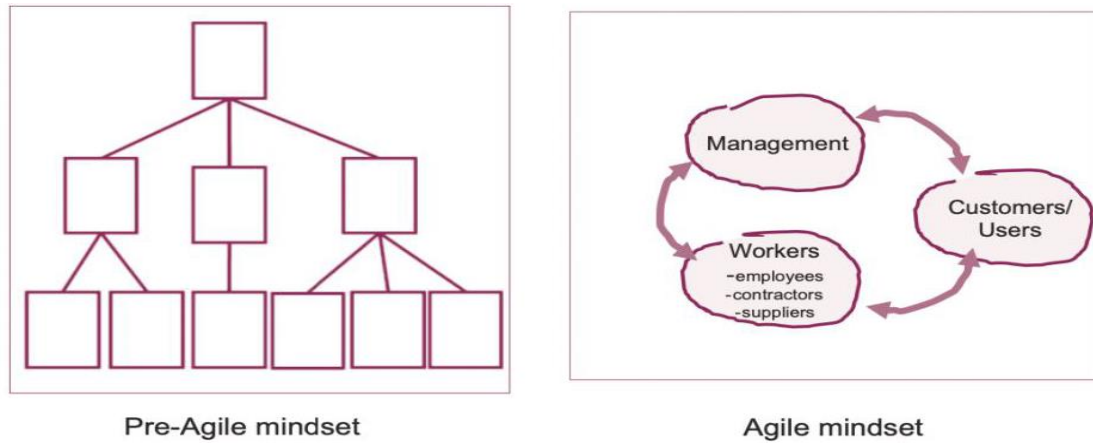 Management
Customers/
Users
Workers
-employees
-contractors
-suppliers
Pre-Agile mindset
Agile mindset